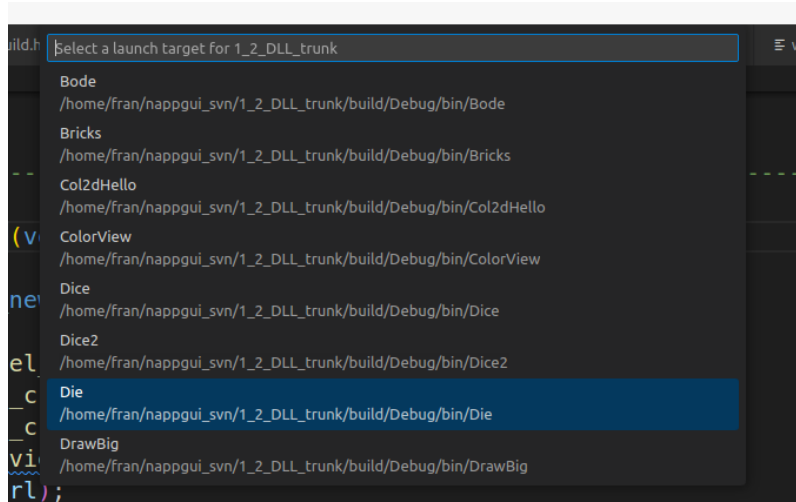 uild.h
Select a launch target for 1_2_DLL_trunk
Bode
/home/fran/nappgui_svn/1_2_DLL_trunk/build/Debug/bin/Bode
Bricks
/home/fran/nappgui_svn/1_2_DLL_trunk/build/Debug/bin/Bricks
Col2dHello
/home/fran/nappgui_svn/1_2_DLL_trunk/build/Debug/bin/Col2dHello
ColorView
/home/fran/nappgui_svn/1_2_DLL_trunk/build/Debug/bin/ColorView
Dice
/home/fran/nappgui_svn/1_2_DLL_trunk/build/Debug/bin/Dice
Dice2
/home/fran/nappgui_svn/1_2_DLL_trunk/build/Debug/bin/Dice2
Die
/home/fran/nappgui_svn/1_2_DLL_trunk/build/Debug/bin/Die
DrawBig
/home/fran/nappgui_svn/1_2_DLL_trunk/build/Debug/bin/DrawBig
rl);